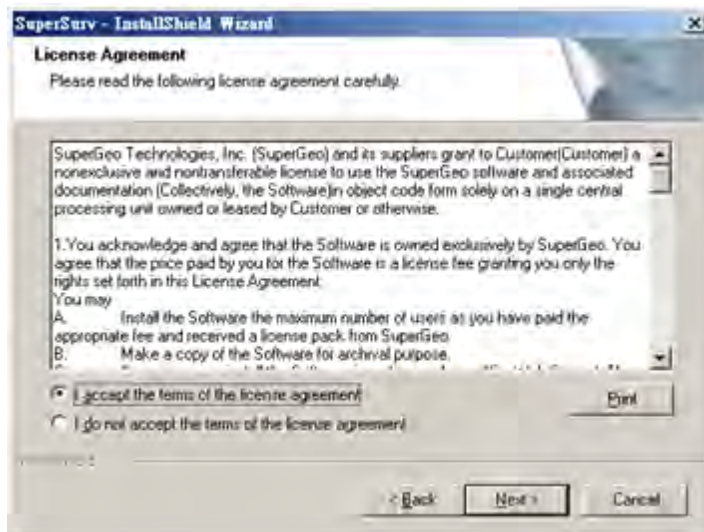 SuperSurv - InstallShield Wizard
License Agreement
Please read the following license agreement carefully.
SuperGeo Technologies, Inc. (SuperGeo) and its suppliers grant to Customer(Customer) a
nonexclusive and nontransferable license to use the SuperGeo software and associated
documentation (Collectively, the Software)in object code form solely on a single central
processing unit owned or leased by Customer or otherwise.
1.You acknowledge and agree that the Software is owned exclusively by SuperGeo. You
agree that the price paid by you for the Software is a license fee granting you only the
rights set forth in this License Agreement.
You may
A. Install the Software the maximum number of users as you have paid the
appropriate fee and received a license pack from SuperGeo
B. Make a copy of the Software for archival purpose.
I accept the terms of the license agreement
Print
I do not accept the terms of the license agreement
< Back
Next >
Cancel